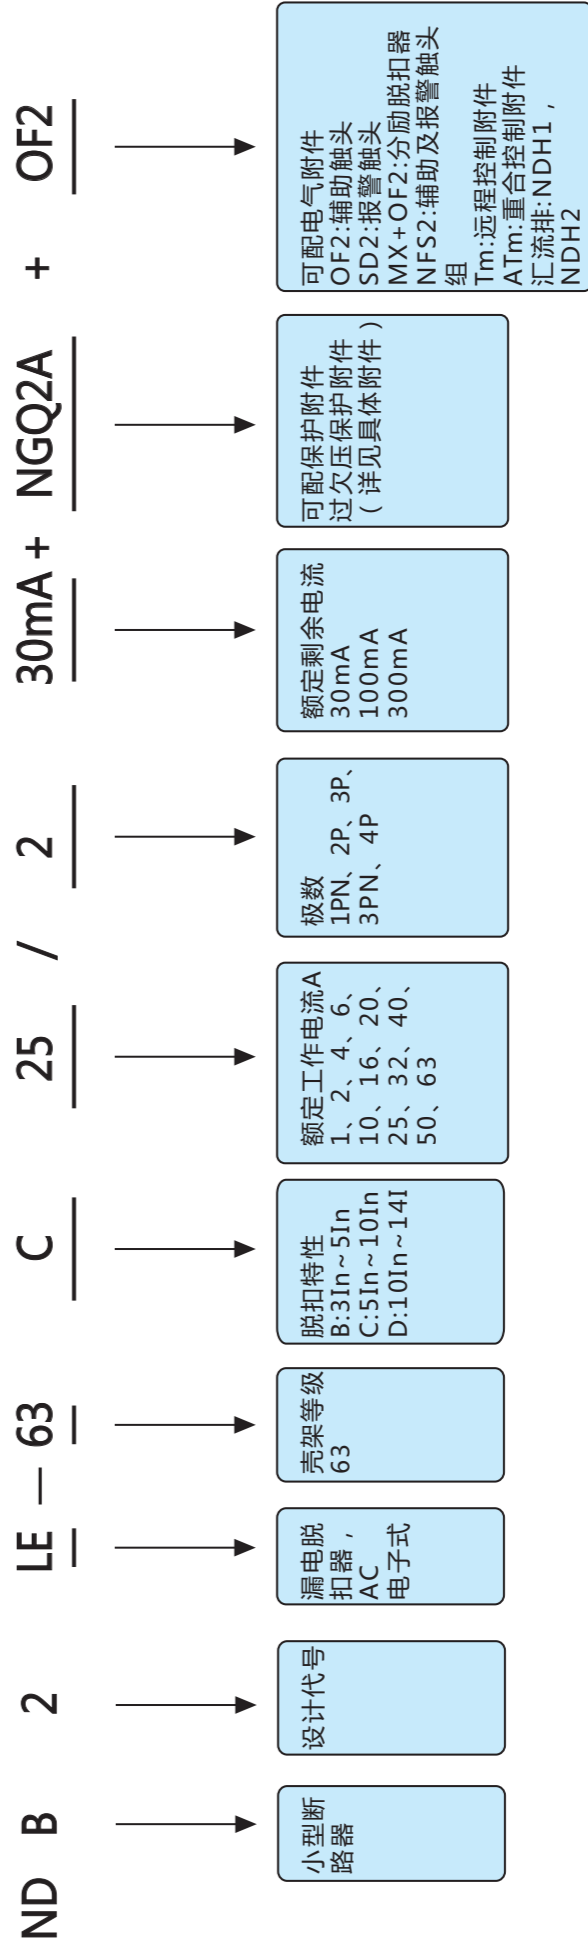 ND B 2 LE — 63 C 25 / 2 30mA + NGQ2A + OF2
小型断
路器
设计代号
漏电脱
扣器，
AC
电子式
壳架等级
63
脱扣特性
B:3In~5In
C:5In~10In
D:10In~14I
额定工作电流A
1、2、4、6、
10、16、20、
25、32、40、
50、63
极数
1PN、2P、3P、
3PN、4P
额定剩余电流
30mA
100mA
300mA
可配保护附件
过欠压保护附件
（详见具体附件）
可配电气附件
OF2:辅助触头
SD2:报警触头
MX+OF2:分励脱扣器
NFS2:辅助及报警触头
组
Tm:远程控制附件
ATm:重合控制附件
汇流排:NDH1，
NDH2